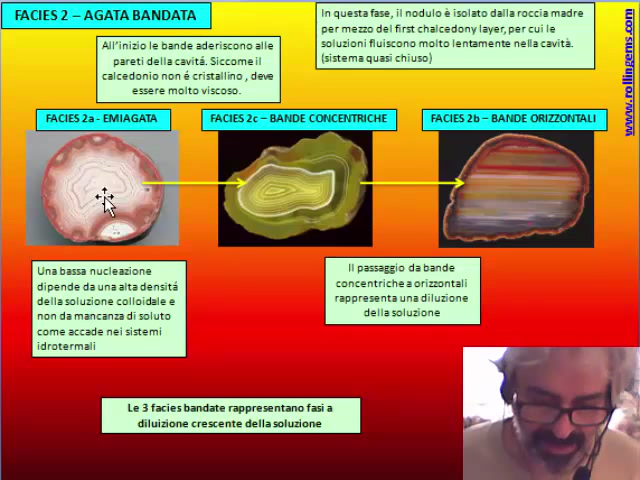 FACIES 2 – AGATA BANDATA
In questa fase, il nodulo è isolato dalla roccia madre
per mezzo del first chalcedony layer, per cui le
soluzioni fluiscono molto lentamente nella cavità.
(sistema quasi chiuso)
www.rollingems.com
All'inizio le bande aderiscono alle
pareti della cavitá. Siccome il
calcedonio non é cristallino , deve
essere molto viscoso.
FACIES 2a - EMIAGATA
FACIES 2c – BANDE CONCENTRICHE
FACIES 2b – BANDE ORIZZONTALI
Una bassa nucleazione
dipende da una alta densitá
della soluzione colloidale e
non da mancanza di soluto
come accade nei sistemi
idrotermali
Il passaggio da bande
concentriche a orizzontali
rappresenta una diluzione
della soluzione
Le 3 facies bandate rappresentano fasi a
diluizione crescente della soluzione